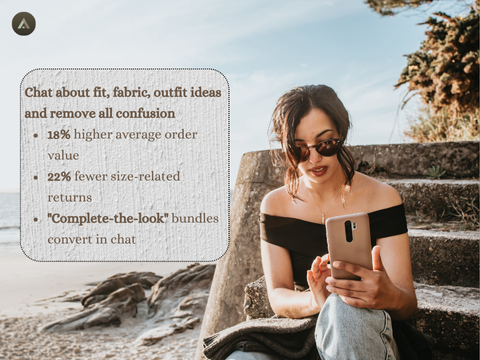 Chat about fit, fabric, outfit ideas
and remove all confusion
• 18% higher average order
value
• 22% fewer size-related
returns
• "Complete-the-look" bundles
convert in chat